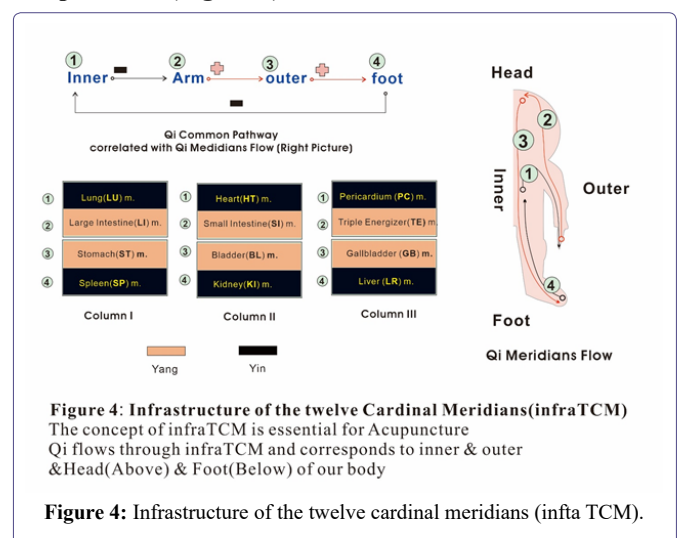 1 2 3 4
Inner Arm outer foot
Qi Common Pathway
correlated with Qi Medidians Flow (Right Picture)
1 Lung(LU) m.
2 Large Intestine(LI) m.
3 Stomach(ST) m.
4 Spleen(SP) m.
Column I
1 Heart(HT) m.
2 Small Intestine(SI) m.
3 Bladder(BL) m.
4 Kidney(KI) m.
Column II
1 Pericardium (PC) m.
2 Triple Energizer(TE) m.
3 Gallbladder (GB) m.
4 Liver (LR) m.
Column III
Yang
Yin
Head
2
3
1
Inner
Outer
4
Foot
Qi Meridians Flow
Figure 4: Infrastructure of the twelve Cardinal Meridians(infraTCM)
The concept of infraTCM is essential for Acupuncture
Qi flows through infraTCM and corresponds to inner & outer
&Head(Above) & Foot(Below) of our body
Figure 4: Infrastructure of the twelve cardinal meridians (infta TCM).